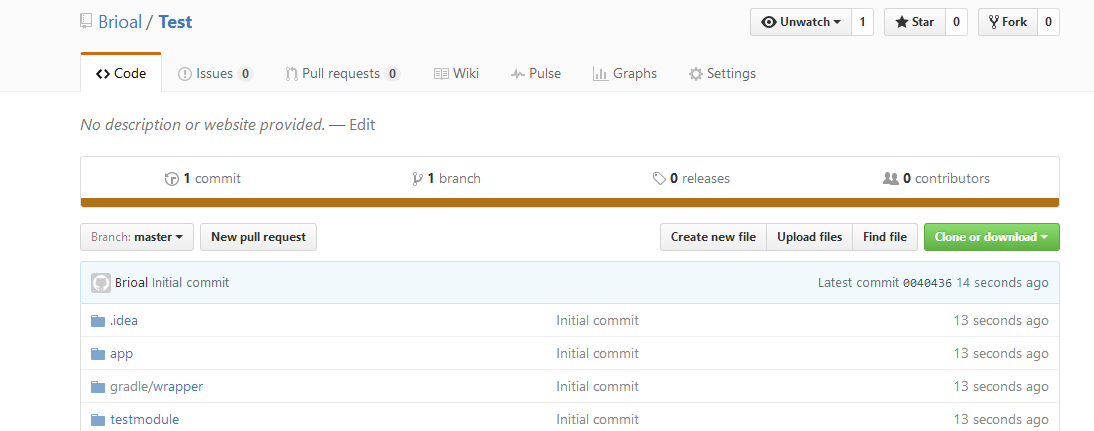 Brioal / Test Unwatch 1 Star 0 Fork 0
Code Issues 0 Pull requests 0 Wiki Pulse Graphs Settings
No description or website provided. — Edit
1 commit 1 branch 0 releases 0 contributors
Branch: master New pull request Create new file Upload files Find file Clone or download
Brioal Initial commit Latest commit 0040436 14 seconds ago
.idea Initial commit 13 seconds ago
app Initial commit 13 seconds ago
gradle/wrapper Initial commit 13 seconds ago
testmodule Initial commit 13 seconds ago